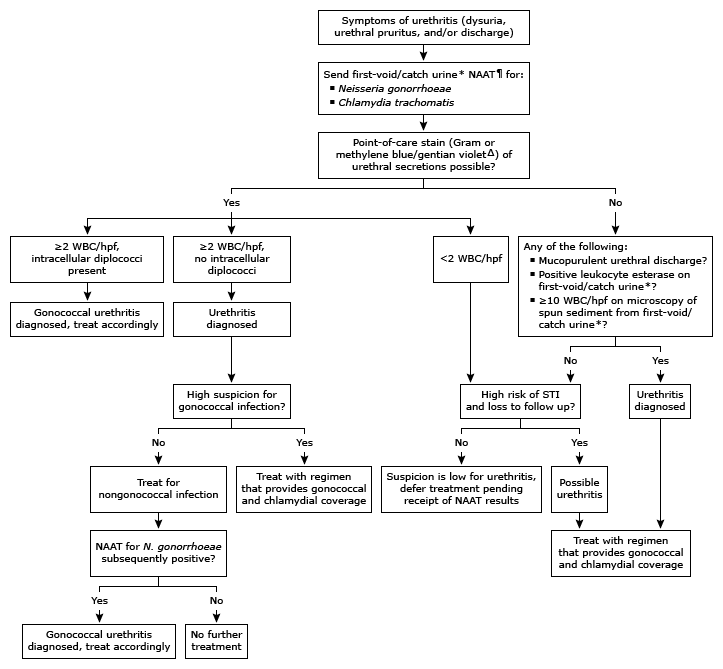 Symptoms of urethritis (dysuria,
urethral pruritus, and/or discharge)
Send first-void/catch urine* NAAT¶ for:
▪ Neisseria gonorrhoeae
▪ Chlamydia trachomatis
Point-of-care stain (Gram or
methylene blue/gentian violetΔ) of
urethral secretions possible?
Yes
No
≥2 WBC/hpf,
intracellular diplococci
present
≥2 WBC/hpf,
no intracellular
diplococci
<2 WBC/hpf
Any of the following:
▪ Mucopurulent urethral discharge?
▪ Positive leukocyte esterase on
first-void/catch urine*?
▪ ≥10 WBC/hpf on microscopy of
spun sediment from first-void/
catch urine*?
Gonococcal urethritis
diagnosed, treat accordingly
Urethritis
diagnosed
No
Yes
High suspicion for
gonococcal infection?
High risk of STI
and loss to follow up?
Urethritis
diagnosed
No
Yes
No
Yes
Treat for
nongonococcal infection
Treat with regimen
that provides gonococcal
and chlamydial coverage
Suspicion is low for urethritis,
defer treatment pending
receipt of NAAT results
Possible
urethritis
NAAT for N. gonorrhoeae
subsequently positive?
Treat with regimen
that provides gonococcal
and chlamydial coverage
Yes
No
Gonococcal urethritis
diagnosed, treat accordingly
No further
treatment